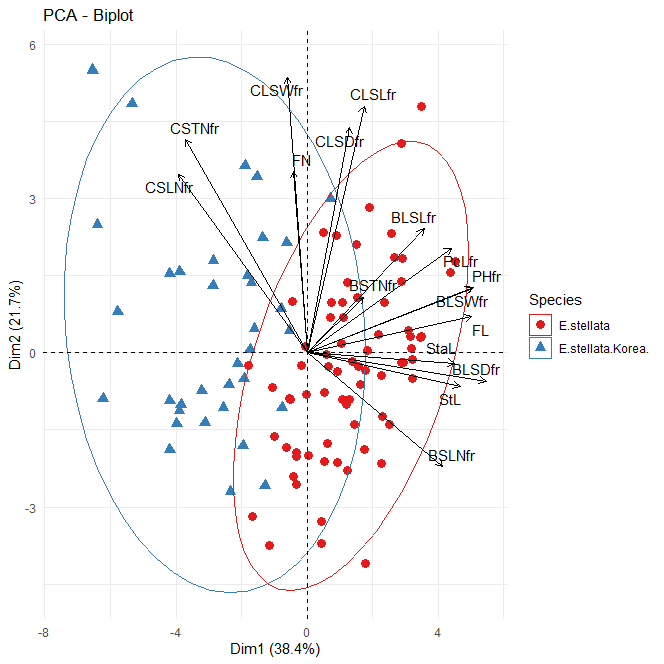 PCA - Biplot
6
3
0
-3
Dim2 (21.7%)
CLSWfr
CLSLfr
CSTNfr
CLSDfr
FN
CSLNfr
BLSLfr
PcLfr
PHfr
BSTNfr
BLSWfr
FL
StaL
BLSDfr
StL
BSLNfr
-8
-4
0
4
Dim1 (38.4%)
Species
E.stellata
E.stellata.Korea.